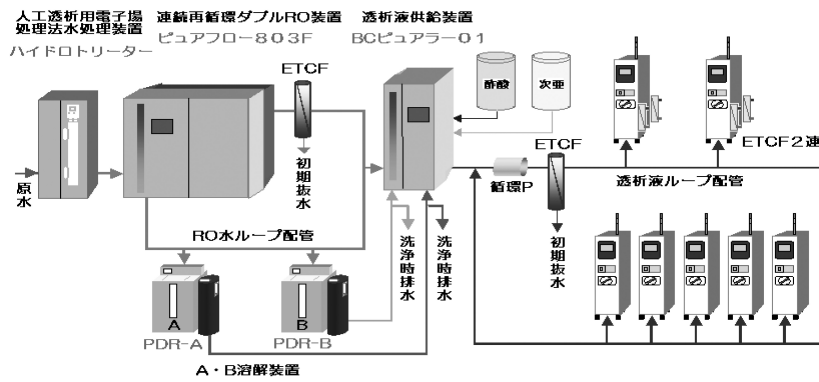 人工透析用電子場
処理法水処理装置
ハイドロトリーター
連続再循環ダブルRO装置
ピュアフロー803F
透析液供給装置
BCピュアラー01
ETCF
酢酸
次亜
原水
初期抜水
ETCF
循環P
ETCF2連
透析液ループ配管
RO水ループ配管
洗浄時排水
洗浄時排水
初期抜水
A
B
PDR-A
PDR-B
A・B溶解装置